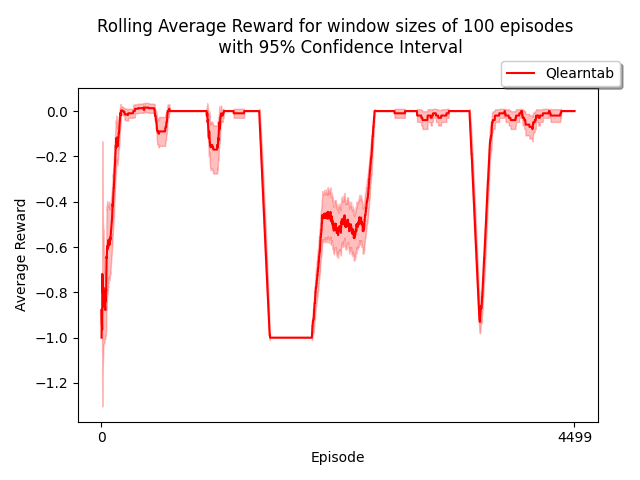 Rolling Average Reward for window sizes of 100 episodes
with 95% Confidence Interval
Qlearntab
0.0
−0.2
−0.4
−0.6
−0.8
−1.0
−1.2
Average Reward
0
4499
Episode